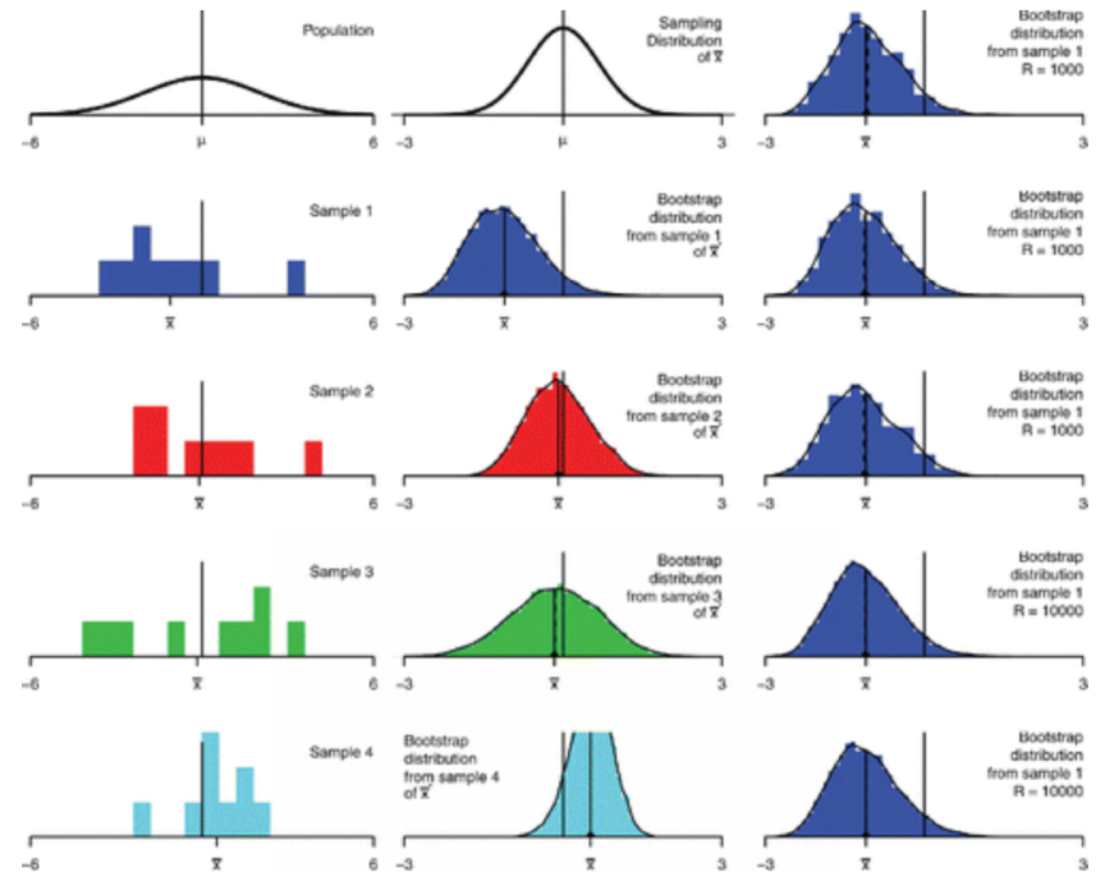 Population
-6
μ
6
Sampling
Distribution
of x̄
-3
μ
3
Bootstrap
distribution
from sample 1
R = 1000
-3
x̄
3
Sample 1
-6
x̄
6
Bootstrap
distribution
from sample 1
of x̄
-3
x̄
3
Bootstrap
distribution
from sample 1
R = 1000
-3
x̄
3
Sample 2
-6
x̄
6
Bootstrap
distribution
from sample 2
of x̄
-3
x̄
3
Bootstrap
distribution
from sample 1
R = 1000
-3
x̄
3
Sample 3
-6
x̄
6
Bootstrap
distribution
from sample 3
of x̄
-3
x̄
3
Bootstrap
distribution
from sample 1
R = 10000
-3
x̄
3
Sample 4
-6
x̄
6
Bootstrap
distribution
from sample 4
of x̄
-3
x̄
3
Bootstrap
distribution
from sample 1
R = 10000
-3
x̄
3